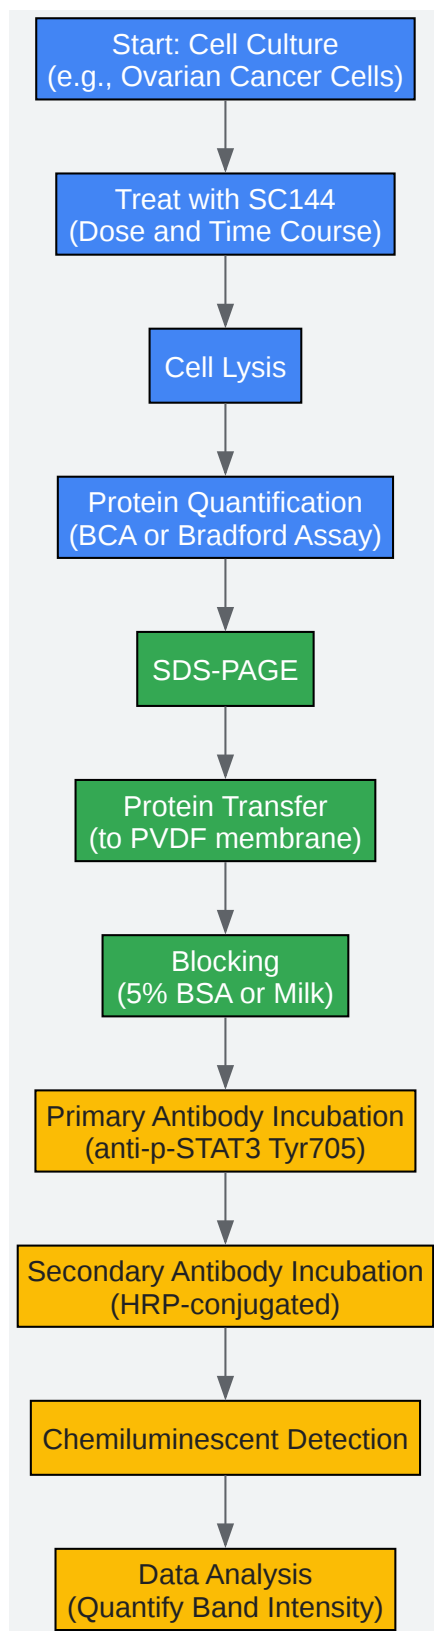 Start: Cell Culture
(e.g., Ovarian Cancer Cells)
Treat with SC144
(Dose and Time Course)
Cell Lysis
Protein Quantification
(BCA or Bradford Assay)
SDS-PAGE
Protein Transfer
(to PVDF membrane)
Blocking
(5% BSA or Milk)
Primary Antibody Incubation
(anti-p-STAT3 Tyr705)
Secondary Antibody Incubation
(HRP-conjugated)
Chemiluminescent Detection
Data Analysis
(Quantify Band Intensity)